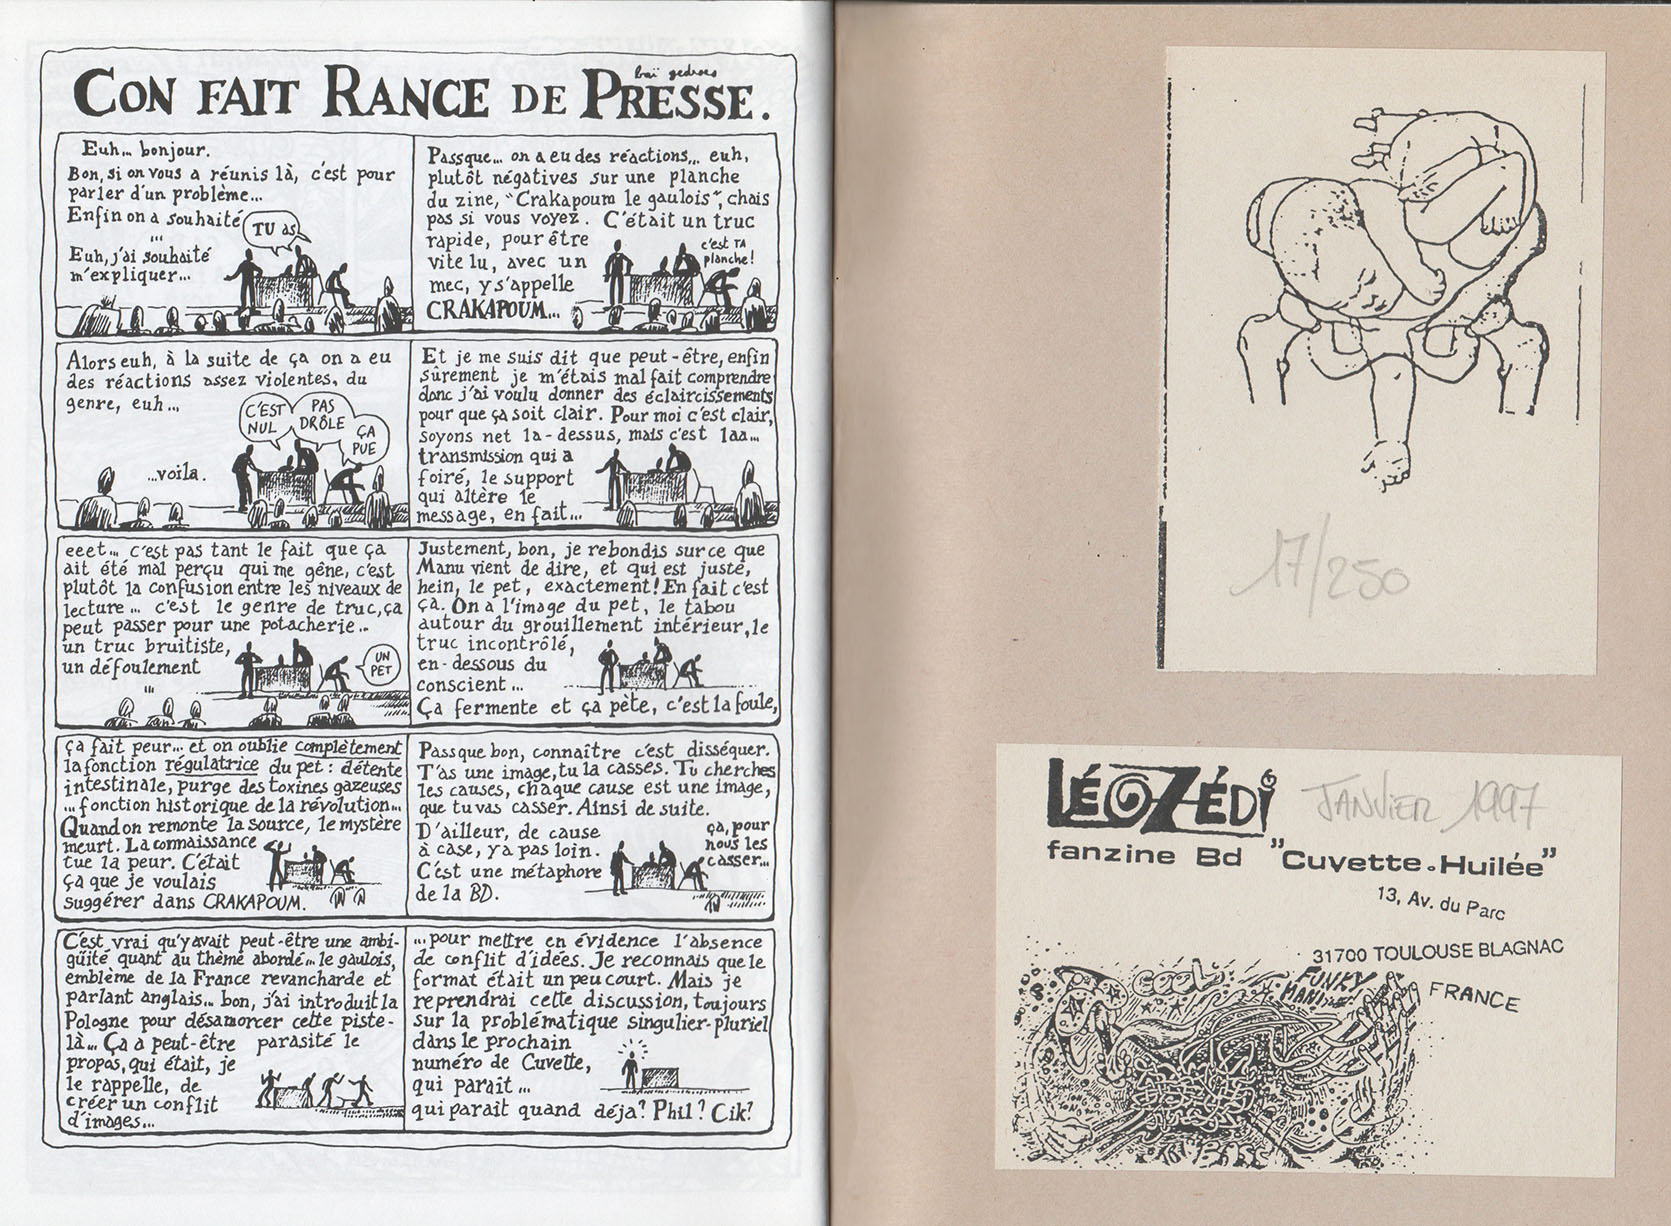 CON FAIT RANCE DE PRESSE.
Euh... bonjour.
Bon, si on vous a réunis là, c'est pour
parler d'un problème...
Enfin on a souhaité
...
Euh, j'ai souhaité
m'expliquer...
TU AS
Passque... on a eu des réactions... euh,
plutôt négatives sur une planche
du zine, "Crakapoum le gaulois", chais
pas si vous voyez. C'était un truc
rapide, pour être
vite lu, avec un
mec, y s'appelle
CRAKAPOUM...
c'est TA
planche!
Alors euh, à la suite de ça on a eu
des réactions assez violentes, du
genre, euh...
C'EST
NUL
PAS
DRÔLE
ÇA
PUE
...voila.
Et je me suis dit que peut-être, enfin
sûrement je m'étais mal fait comprendre
donc j'ai voulu donner des éclaircissements
pour que ça soit clair. Pour moi c'est clair,
soyons net la-dessus, mais c'est laa...
transmission qui a
foiré, le support
qui altère le
message, en fait...
eeet... c'est pas tant le fait que ça
ait été mal perçu qui me gêne, c'est
plutôt la confusion entre les niveaux de
lecture... c'est le genre de truc, ça
peut passer pour une potacherie...
un truc bruitiste,
un défoulement
...
UN
PET
Justement, bon, je rebondis sur ce que
Manu vient de dire, et qui est juste,
hein, le pet, exactement! En fait c'est
ça. On a l'image du pet, le tabou
autour du grouillement intérieur, le
truc incontrôlé,
en-dessous du
conscient...
Ça fermente et ça pète, c'est la foule,
ça fait peur... et on oublie complètement
la fonction régulatrice du pet : détente
intestinale, purge des toxines gazeuses
... fonction historique de la révolution...
Quand on remonte la source, le mystère
meurt. La connaissance
tue la peur. C'était
ça que je voulais
suggérer dans CRAKAPOUM.
Passque bon, connaître c'est disséquer.
T'as une image, tu la casses. Tu cherches
les causes, chaque cause est une image,
que tu vas casser. Ainsi de suite.
D'ailleur, de cause
à case, y a pas loin.
C'est une métaphore
de la BD.
ça, pour
nous les
casser...
C'est vrai qu'y avait peut-être une ambi-
güité quant au thème abordé... le gaulois,
emblème de la France revancharde et
parlant anglais... bon, j'ai introduit la
Pologne pour désamorcer cette piste-
là... Ça a peut-être parasité le
propos, qui était, je
le rappelle, de
créer un conflit
d'images...
...pour mettre en évidence l'absence
de conflit d'idées. Je reconnais que le
format était un peu court. Mais je
reprendrai cette discussion, toujours
sur la problématique singulier-pluriel
dans le prochain
numéro de Cuvette,
qui parait...
qui parait quand déja? Phil? Cik?
17/250
LÉOZÉDI JANVIER 1997
fanzine Bd "Cuvette.Huilée"
13, Av. du Parc
31700 TOULOUSE BLAGNAC
FRANCE
COOL
FUNKY